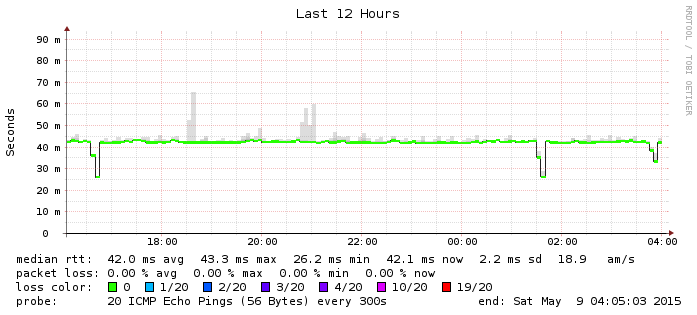 Last 12 Hours
RRDTOOL / TOBI OETIKER
Seconds
90 m
80 m
70 m
60 m
50 m
40 m
30 m
20 m
10 m
0
18:00 20:00 22:00 00:00 02:00 04:00
median rtt: 42.0 ms avg 43.3 ms max 26.2 ms min 42.1 ms now 2.2 ms sd 18.9 am/s
packet loss: 0.00 % avg 0.00 % max 0.00 % min 0.00 % now
loss color: 0 1/20 2/20 3/20 4/20 10/20 19/20
probe: 20 ICMP Echo Pings (56 Bytes) every 300s end: Sat May 9 04:05:03 2015